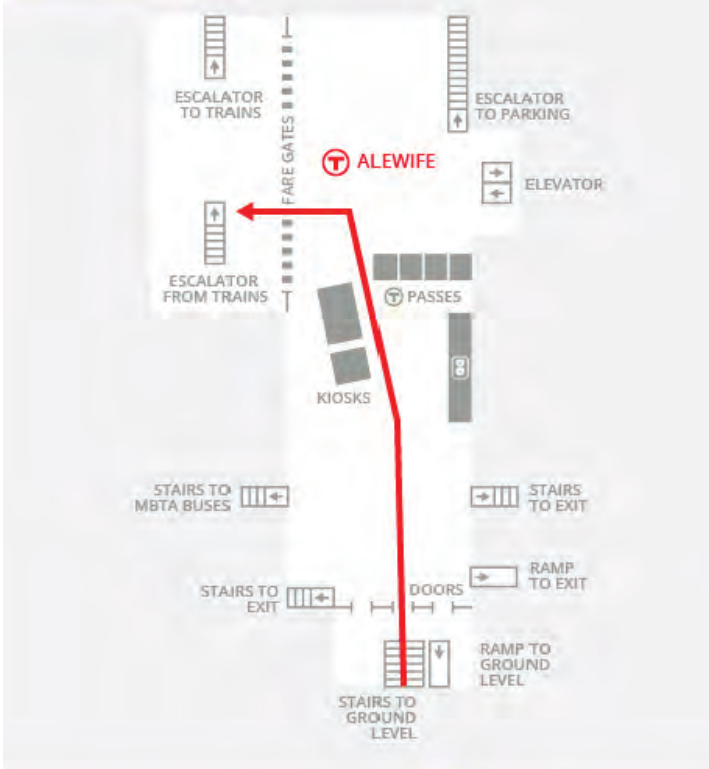 ESCALATOR
TO TRAINS
FARE GATES
ESCALATOR
TO PARKING
T ALEWIFE
ELEVATOR
ESCALATOR
FROM TRAINS
T PASSES
KIOSKS
STAIRS TO
MBTA BUSES
STAIRS
TO EXIT
RAMP
TO EXIT
STAIRS TO
EXIT
DOORS
RAMP TO
GROUND
LEVEL
STAIRS TO
GROUND
LEVEL